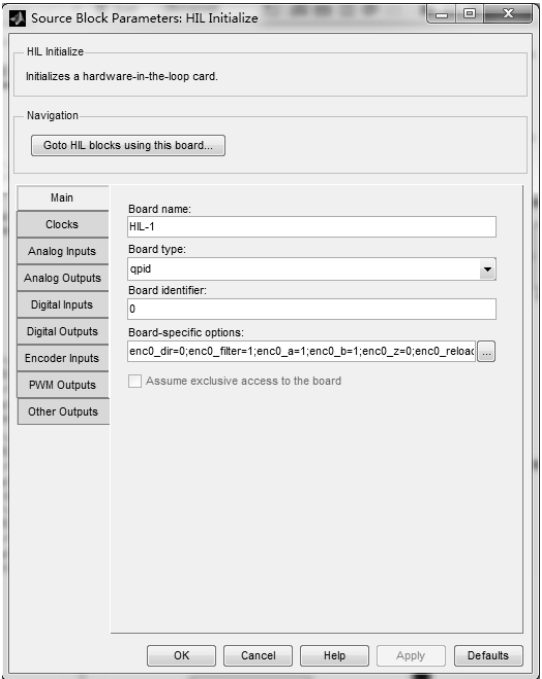 Source Block Parameters: HIL Initialize
HIL Initialize
Initializes a hardware-in-the-loop card.
Navigation
Goto HIL blocks using this board...
Main
Clocks
Analog Inputs
Analog Outputs
Digital Inputs
Digital Outputs
Encoder Inputs
PWM Outputs
Other Outputs
Board name:
HIL-1
Board type:
qpid
Board identifier:
0
Board-specific options:
enc0_dir=0;enc0_filter=1;enc0_a=1;enc0_b=1;enc0_z=0;enc0_reload
...
Assume exclusive access to the board
OK
Cancel
Help
Apply
Defaults